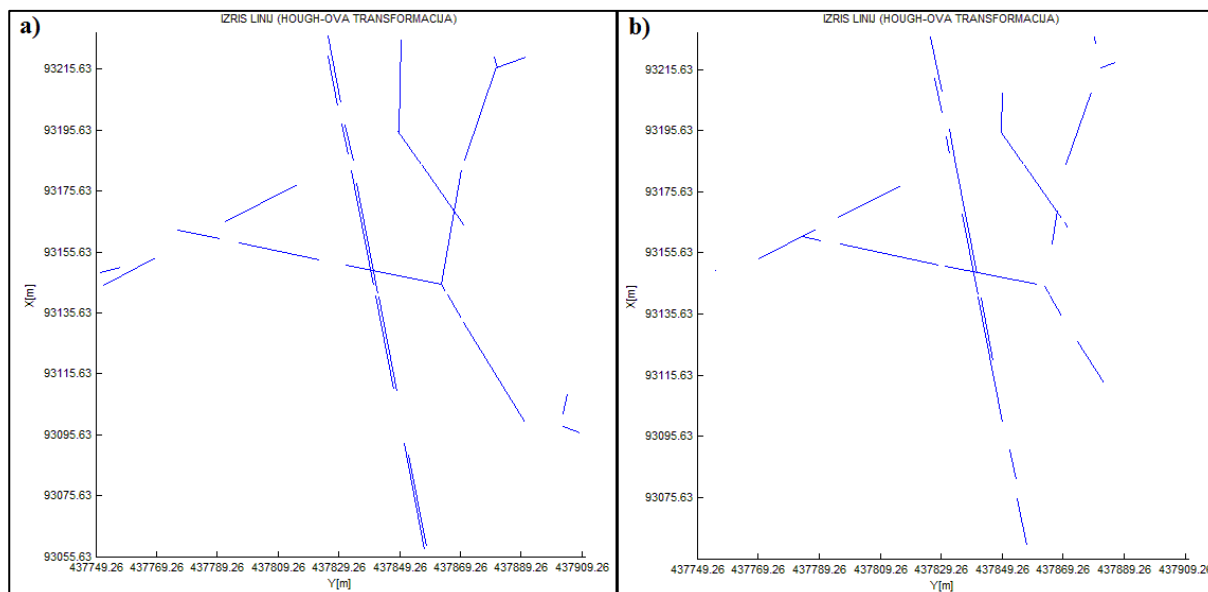 a)
IZRIS LINIJ (HOUGH-OVA TRANSFORMACIJA)
93215.63
93195.63
93175.63
93155.63
93135.63
93115.63
93095.63
93075.63
93055.63
X[m]
437749.26 437769.26 437789.26 437809.26 437829.26 437849.26 437869.26 437889.26 437909.26
Y[m]
b)
IZRIS LINIJ (HOUGH-OVA TRANSFORMACIJA)
93215.63
93195.63
93175.63
93155.63
93135.63
93115.63
93095.63
93075.63
X[m]
437749.26 437769.26 437789.26 437809.26 437829.26 437849.26 437869.26 437889.26 437909.26
Y[m]